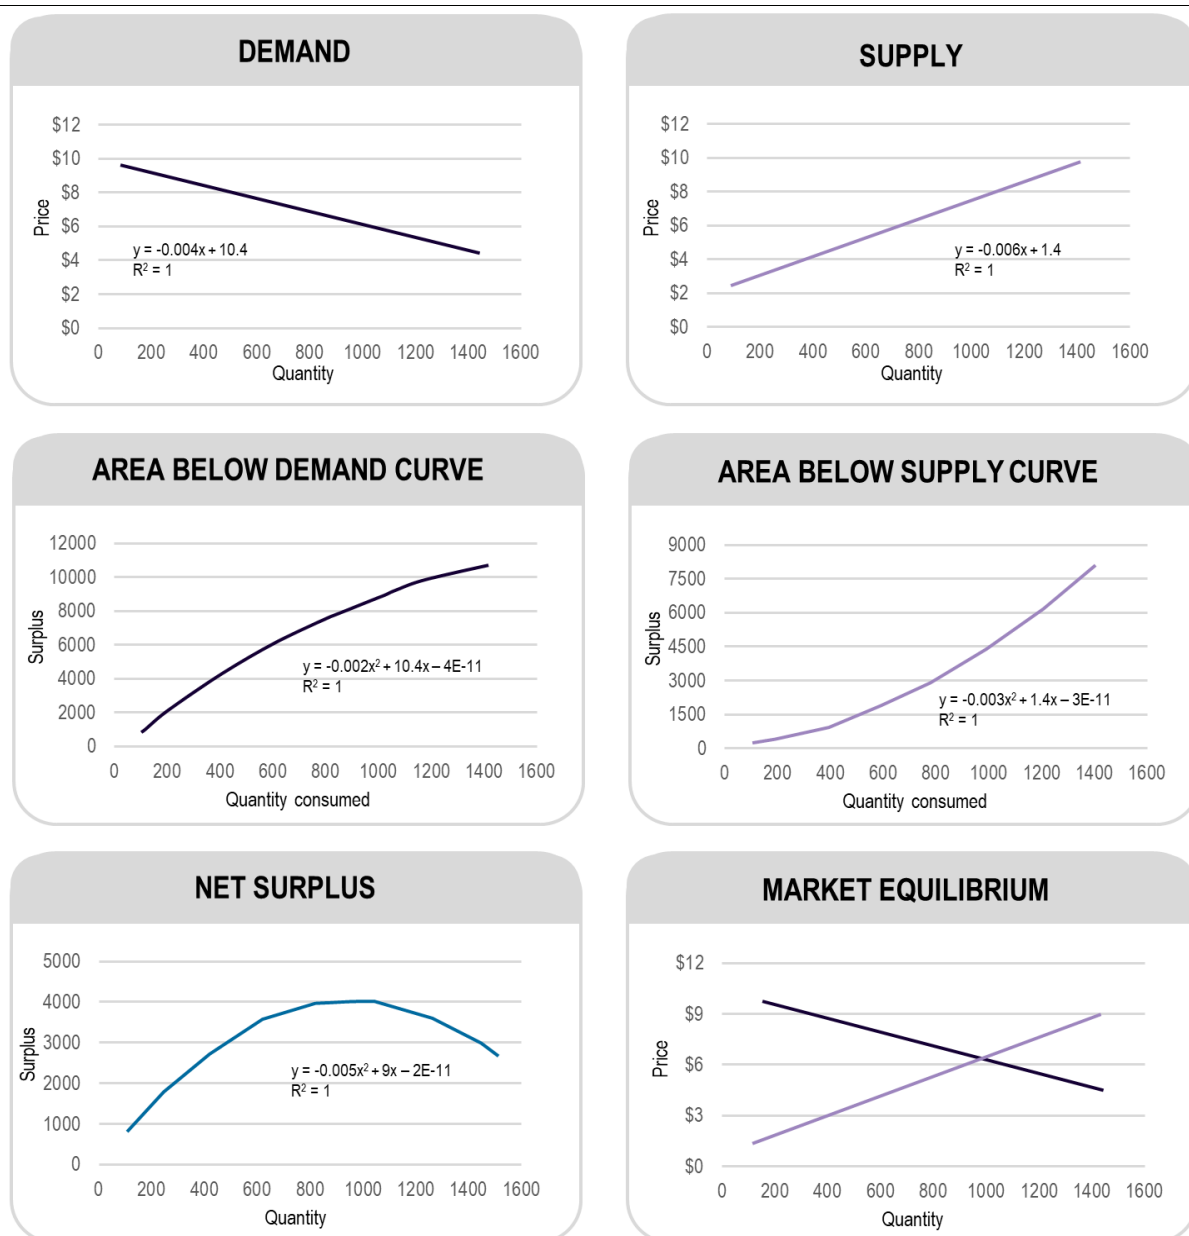 DEMAND
$12
$10
$8
$6
$4
$2
$0
Price
y = -0.004x + 10.4
R² = 1
0 200 400 600 800 1000 1200 1400 1600
Quantity
SUPPLY
$12
$10
$8
$6
$4
$2
$0
Price
y = -0.006x + 1.4
R² = 1
0 200 400 600 800 1000 1200 1400 1600
Quantity
AREA BELOW DEMAND CURVE
12000
10000
8000
6000
4000
2000
0
Surplus
y = -0.002x² + 10.4x – 4E-11
R² = 1
0 200 400 600 800 1000 1200 1400 1600
Quantity consumed
AREA BELOW SUPPLY CURVE
9000
7500
6000
4500
3000
1500
0
Surplus
y = -0.003x² + 1.4x – 3E-11
R² = 1
0 200 400 600 800 1000 1200 1400 1600
Quantity consumed
NET SURPLUS
5000
4000
3000
2000
1000
0
Surplus
y = -0.005x² + 9x – 2E-11
R² = 1
0 200 400 600 800 1000 1200 1400 1600
Quantity
MARKET EQUILIBRIUM
$12
$9
$6
$3
$0
Price
0 200 400 600 800 1000 1200 1400 1600
Quantity